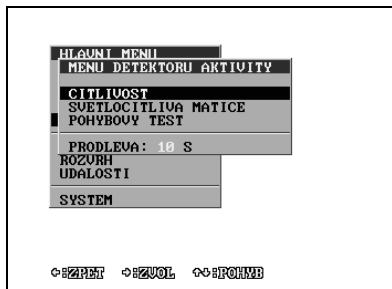 HLAVNI MENU
MENU DETEKTORU AKTIVITY
CITLIVOST
SVETLOCITLIVA MATICE
POHYBOVY TEST
PRODLEVA: 10 S
ROZVRH
UDALOSTI
SYSTEM
←:ZPET →:ZVOL ↑↓:POHYB